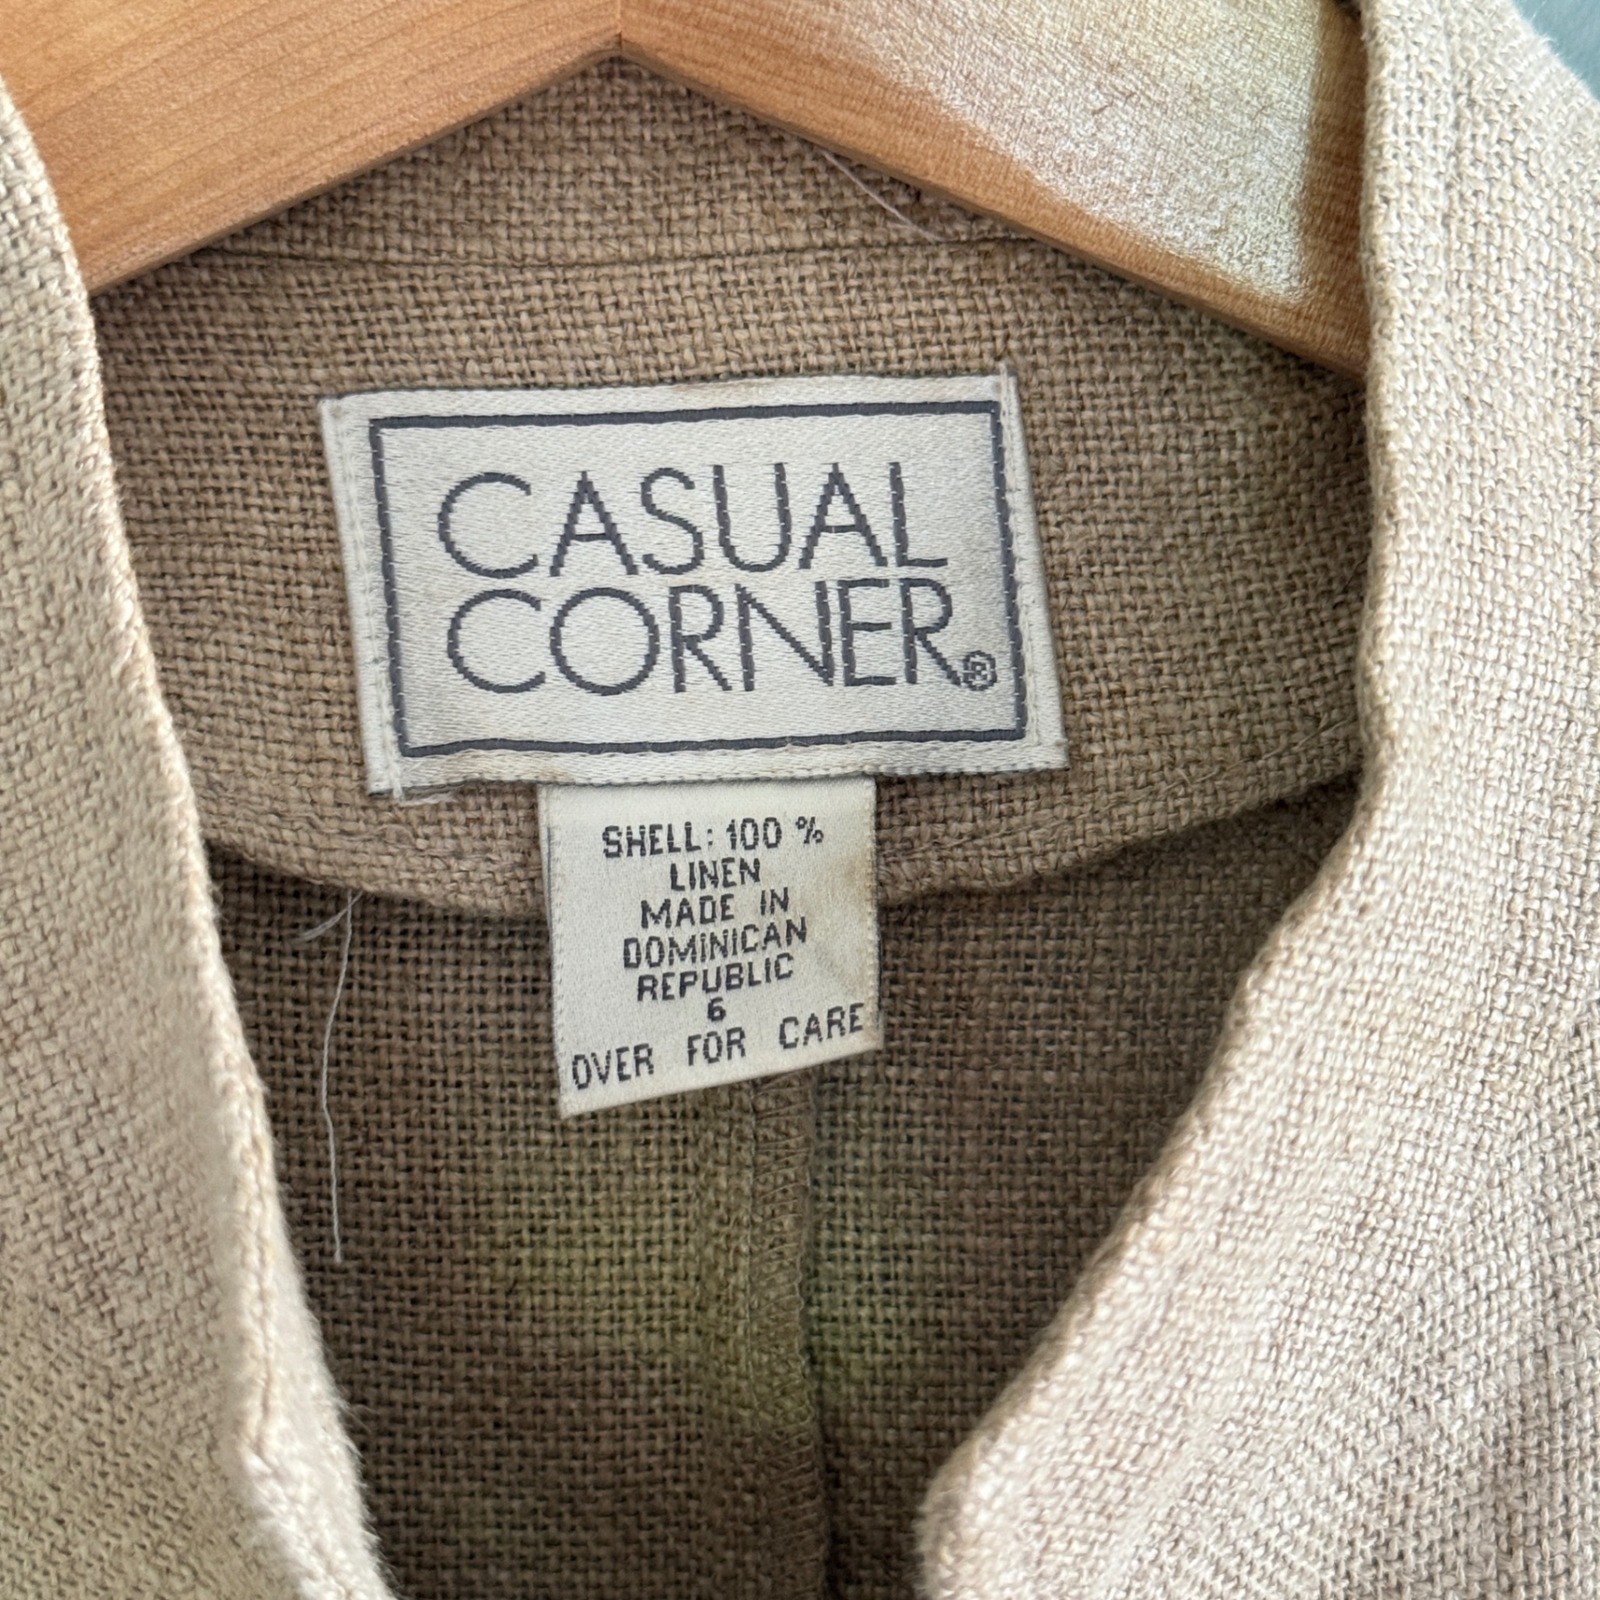 CASUAL
CORNER®
SHELL: 100 %
LINEN
MADE IN
DOMINICAN
REPUBLIC
6
OVER FOR CARE